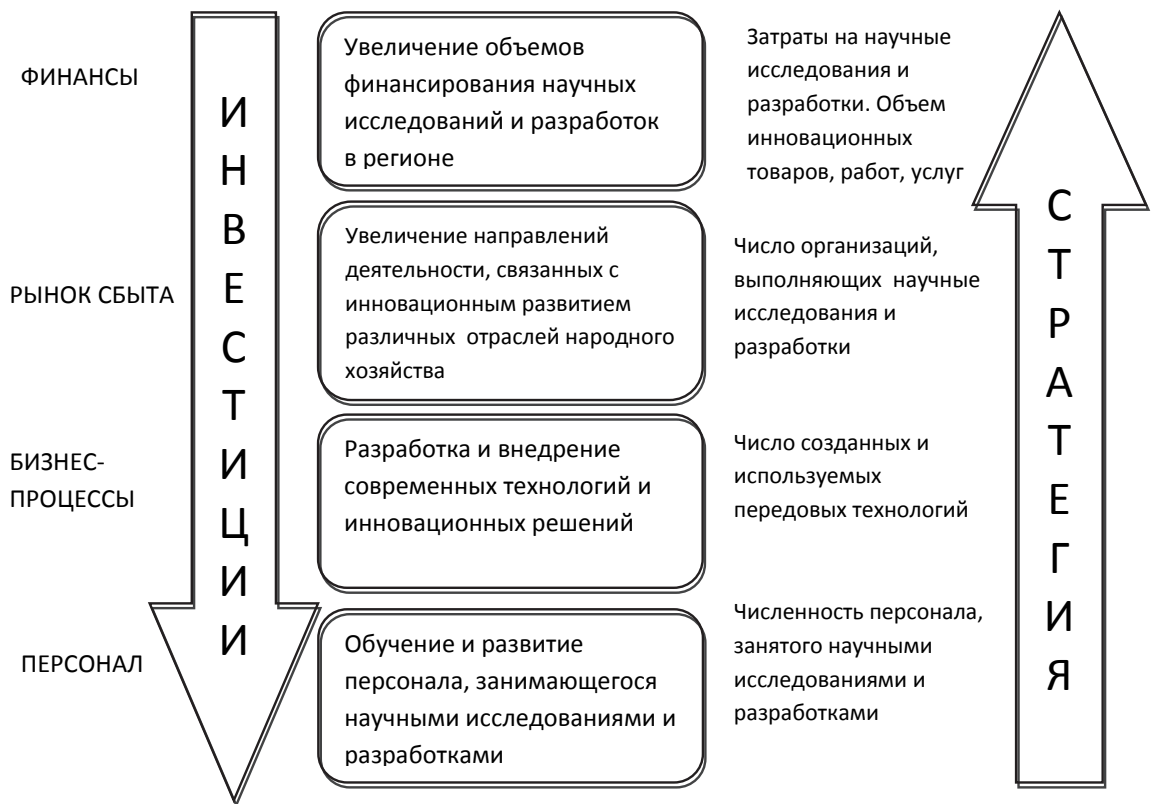 ФИНАНСЫ
ИНВЕСТИЦИИ
Увеличение объемов
финансирования научных
исследований и разработок
в регионе
Затраты на научные
исследования и
разработки. Объем
инновационных
товаров, работ, услуг
СТРАТЕГИЯ
РЫНОК СБЫТА
Увеличение направлений
деятельности, связанных с
инновационным развитием
различных отраслей народного
хозяйства
Число организаций,
выполняющих научные
исследования и
разработки
БИЗНЕС-
ПРОЦЕССЫ
Разработка и внедрение
современных технологий и
инновационных решений
Число созданных и
используемых
передовых технологий
ПЕРСОНАЛ
Обучение и развитие
персонала, занимающегося
научными исследованиями и
разработками
Численность персонала,
занятого научными
исследованиями и
разработками